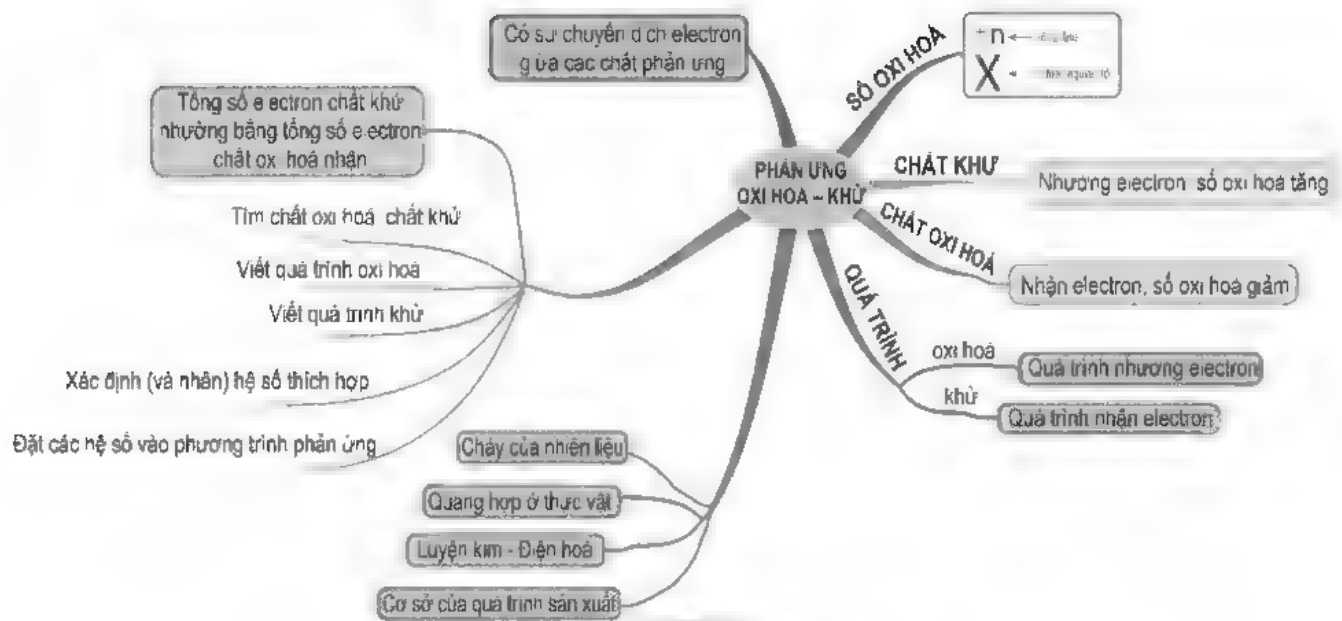 Có sự chuyển dịch electron
giữa các chất phản ứng
SỐ OXI HOÁ
+n
X
Tổng số electron chất khử
nhường bằng tổng số electron
chất oxi hoá nhận
PHẢN ỨNG
OXI HOÁ – KHỬ
CHẤT KHỬ
Nhường electron số oxi hoá tăng
Tìm chất oxi hoá chất khử
CHẤT OXI HOÁ
Nhận electron, số oxi hoá giảm
Viết quá trình oxi hoá
Viết quá trình khử
QUÁ TRÌNH
oxi hoá
Quá trình nhường electron
khử
Quá trình nhận electron
Xác định (và nhân) hệ số thích hợp
Đặt các hệ số vào phương trình phản ứng
Cháy của nhiên liệu
Quang hợp ở thực vật
Luyện kim - Điện hoá
Cơ sở của quá trình sản xuất